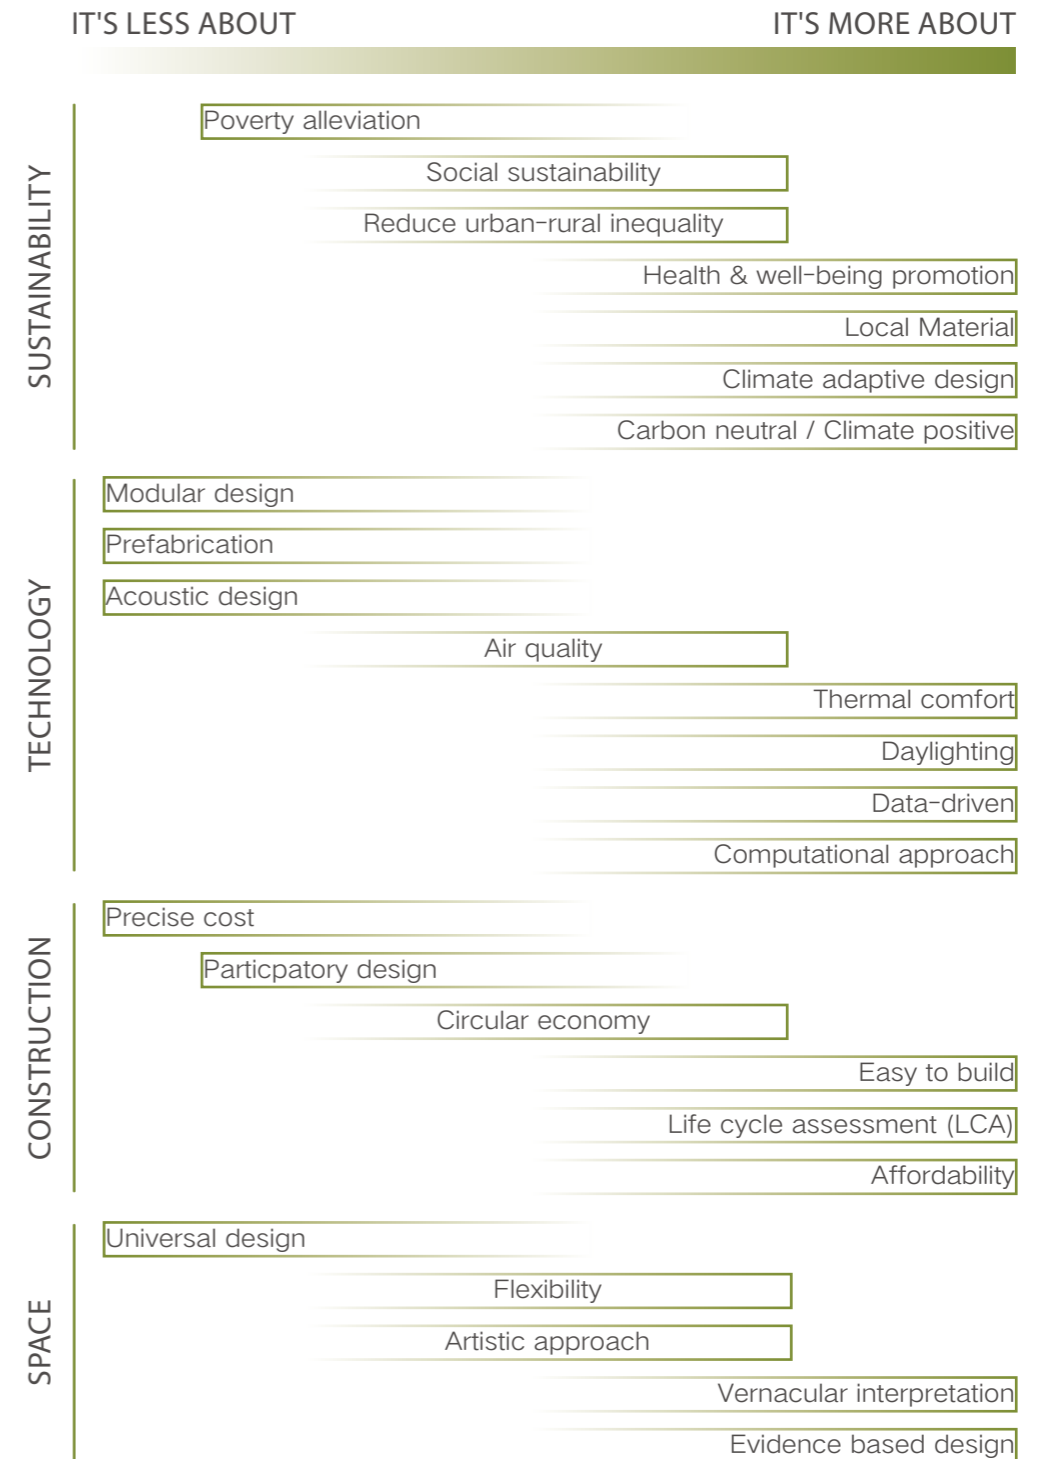 IT'S LESS ABOUT
IT'S MORE ABOUT
SUSTAINABILITY
Poverty alleviation
Social sustainability
Reduce urban-rural inequality
Health & well-being promotion
Local Material
Climate adaptive design
Carbon neutral / Climate positive
TECHNOLOGY
Modular design
Prefabrication
Acoustic design
Air quality
Thermal comfort
Daylighting
Data-driven
Computational approach
CONSTRUCTION
Precise cost
Particpatory design
Circular economy
Easy to build
Life cycle assessment (LCA)
Affordability
SPACE
Universal design
Flexibility
Artistic approach
Vernacular interpretation
Evidence based design